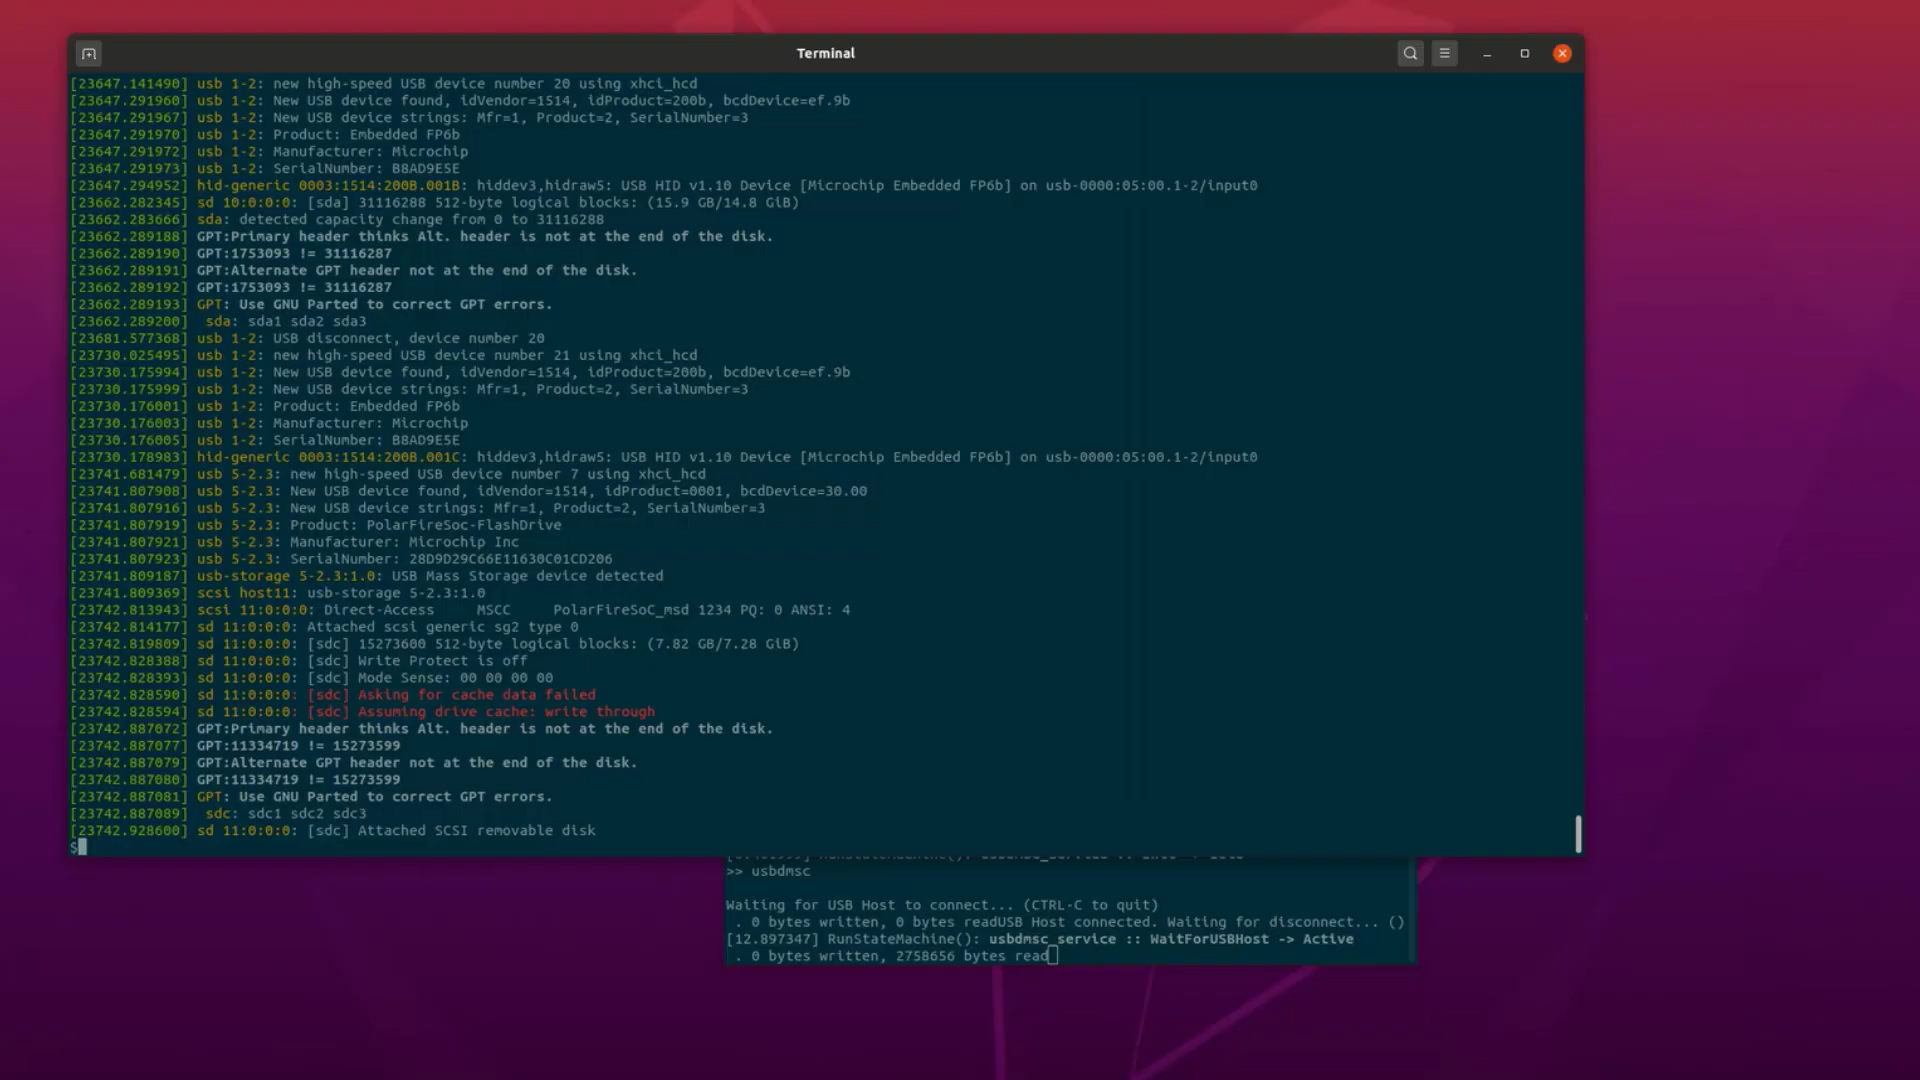 Terminal
[23647.141490] usb 1-2: new high-speed USB device number 20 using xhci_hcd
[23647.291960] usb 1-2: New USB device found, idVendor=1514, idProduct=200b, bcdDevice=ef.9b
[23647.291967] usb 1-2: New USB device strings: Mfr=1, Product=2, SerialNumber=3
[23647.291970] usb 1-2: Product: Embedded FP6b
[23647.291972] usb 1-2: Manufacturer: Microchip
[23647.291973] usb 1-2: SerialNumber: B8AD9E5E
[23647.294952] hid-generic 0003:1514:200B.001B: hiddev3,hidraw5: USB HID v1.10 Device [Microchip Embedded FP6b] on usb-0000:05:00.1-2/input0
[23662.282345] sd 10:0:0:0: [sda] 31116288 512-byte logical blocks: (15.9 GB/14.8 GiB)
[23662.283666] sda: detected capacity change from 0 to 31116288
[23662.289188] GPT:Primary header thinks Alt. header is not at the end of the disk.
[23662.289190] GPT:1753093 != 31116287
[23662.289191] GPT:Alternate GPT header not at the end of the disk.
[23662.289192] GPT:1753093 != 31116287
[23662.289193] GPT: Use GNU Parted to correct GPT errors.
[23662.289200]  sda: sda1 sda2 sda3
[23681.577368] usb 1-2: USB disconnect, device number 20
[23730.025495] usb 1-2: new high-speed USB device number 21 using xhci_hcd
[23730.175994] usb 1-2: New USB device found, idVendor=1514, idProduct=200b, bcdDevice=ef.9b
[23730.175999] usb 1-2: New USB device strings: Mfr=1, Product=2, SerialNumber=3
[23730.176001] usb 1-2: Product: Embedded FP6b
[23730.176003] usb 1-2: Manufacturer: Microchip
[23730.176005] usb 1-2: SerialNumber: B8AD9E5E
[23730.178983] hid-generic 0003:1514:200B.001C: hiddev3,hidraw5: USB HID v1.10 Device [Microchip Embedded FP6b] on usb-0000:05:00.1-2/input0
[23741.681479] usb 5-2.3: new high-speed USB device number 7 using xhci_hcd
[23741.807908] usb 5-2.3: New USB device found, idVendor=1514, idProduct=0001, bcdDevice=30.00
[23741.807916] usb 5-2.3: New USB device strings: Mfr=1, Product=2, SerialNumber=3
[23741.807919] usb 5-2.3: Product: PolarFireSoc-FlashDrive
[23741.807921] usb 5-2.3: Manufacturer: Microchip Inc
[23741.807923] usb 5-2.3: SerialNumber: 28D9D29C66E11630C01CD206
[23741.809187] usb-storage 5-2.3:1.0: USB Mass Storage device detected
[23741.809369] scsi host11: usb-storage 5-2.3:1.0
[23742.813943] scsi 11:0:0:0: Direct-Access     MSCC     PolarFireSoC_msd 1234 PQ: 0 ANSI: 4
[23742.814177] sd 11:0:0:0: Attached scsi generic sg2 type 0
[23742.819809] sd 11:0:0:0: [sdc] 15273600 512-byte logical blocks: (7.82 GB/7.28 GiB)
[23742.828388] sd 11:0:0:0: [sdc] Write Protect is off
[23742.828393] sd 11:0:0:0: [sdc] Mode Sense: 00 00 00 00
[23742.828590] sd 11:0:0:0: [sdc] Asking for cache data failed
[23742.828594] sd 11:0:0:0: [sdc] Assuming drive cache: write through
[23742.887072] GPT:Primary header thinks Alt. header is not at the end of the disk.
[23742.887077] GPT:11334719 != 15273599
[23742.887079] GPT:Alternate GPT header not at the end of the disk.
[23742.887080] GPT:11334719 != 15273599
[23742.887081] GPT: Use GNU Parted to correct GPT errors.
[23742.887089]  sdc: sdc1 sdc2 sdc3
[23742.928600] sd 11:0:0:0: [sdc] Attached SCSI removable disk
$
>> usbdmsc
Waiting for USB Host to connect... (CTRL-C to quit)
 . 0 bytes written, 0 bytes readUSB Host connected. Waiting for disconnect... ()
[12.897347] RunStateMachine(): usbdmsc_service :: WaitForUSBHost -> Active
 . 0 bytes written, 2758656 bytes read